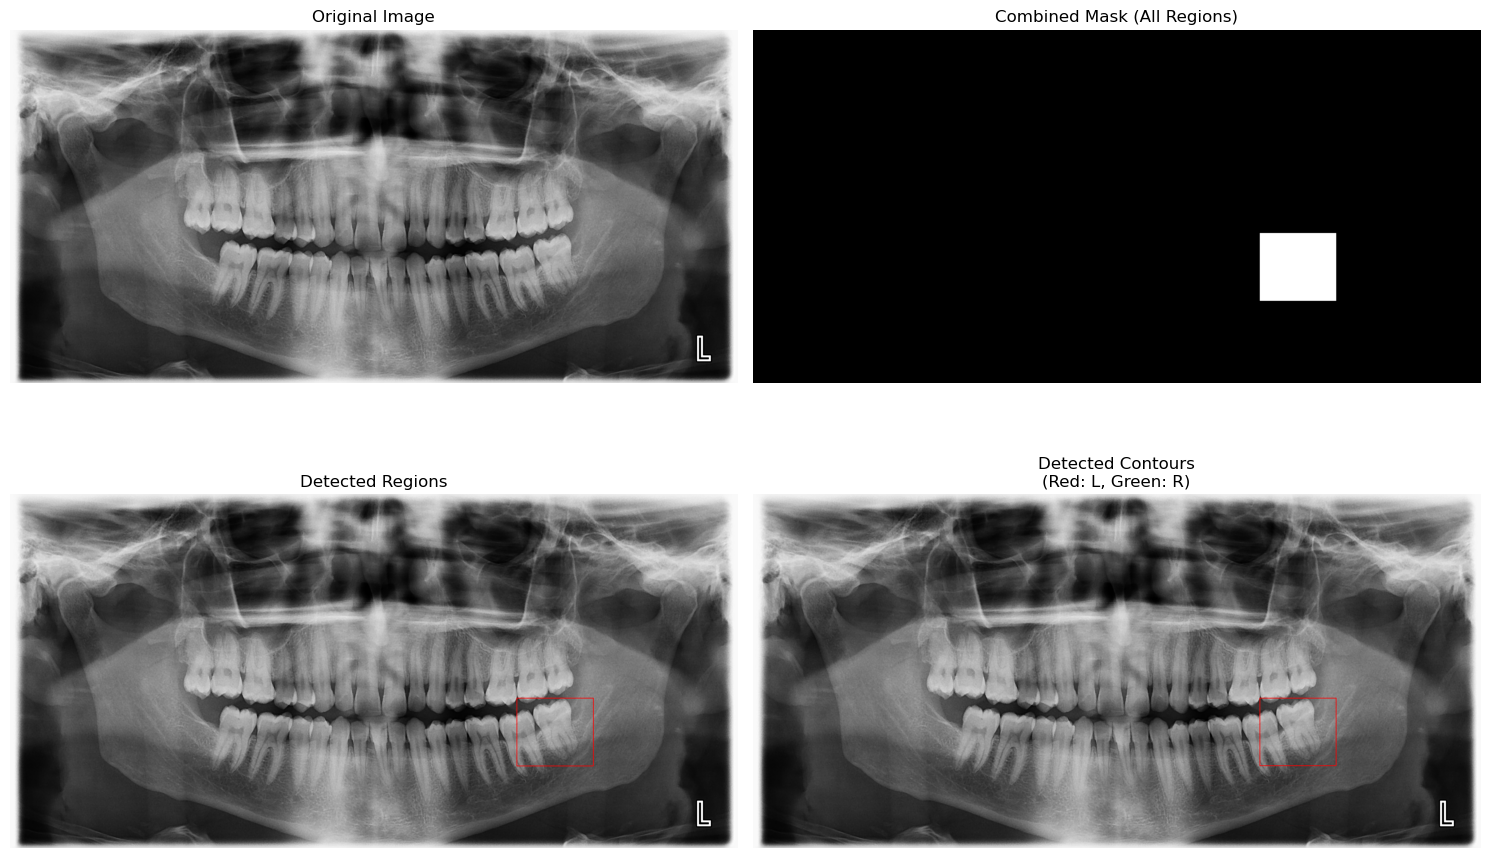 Original Image
Combined Mask (All Regions)
L
Detected Regions
Detected Contours
(Red: L, Green: R)
L
L